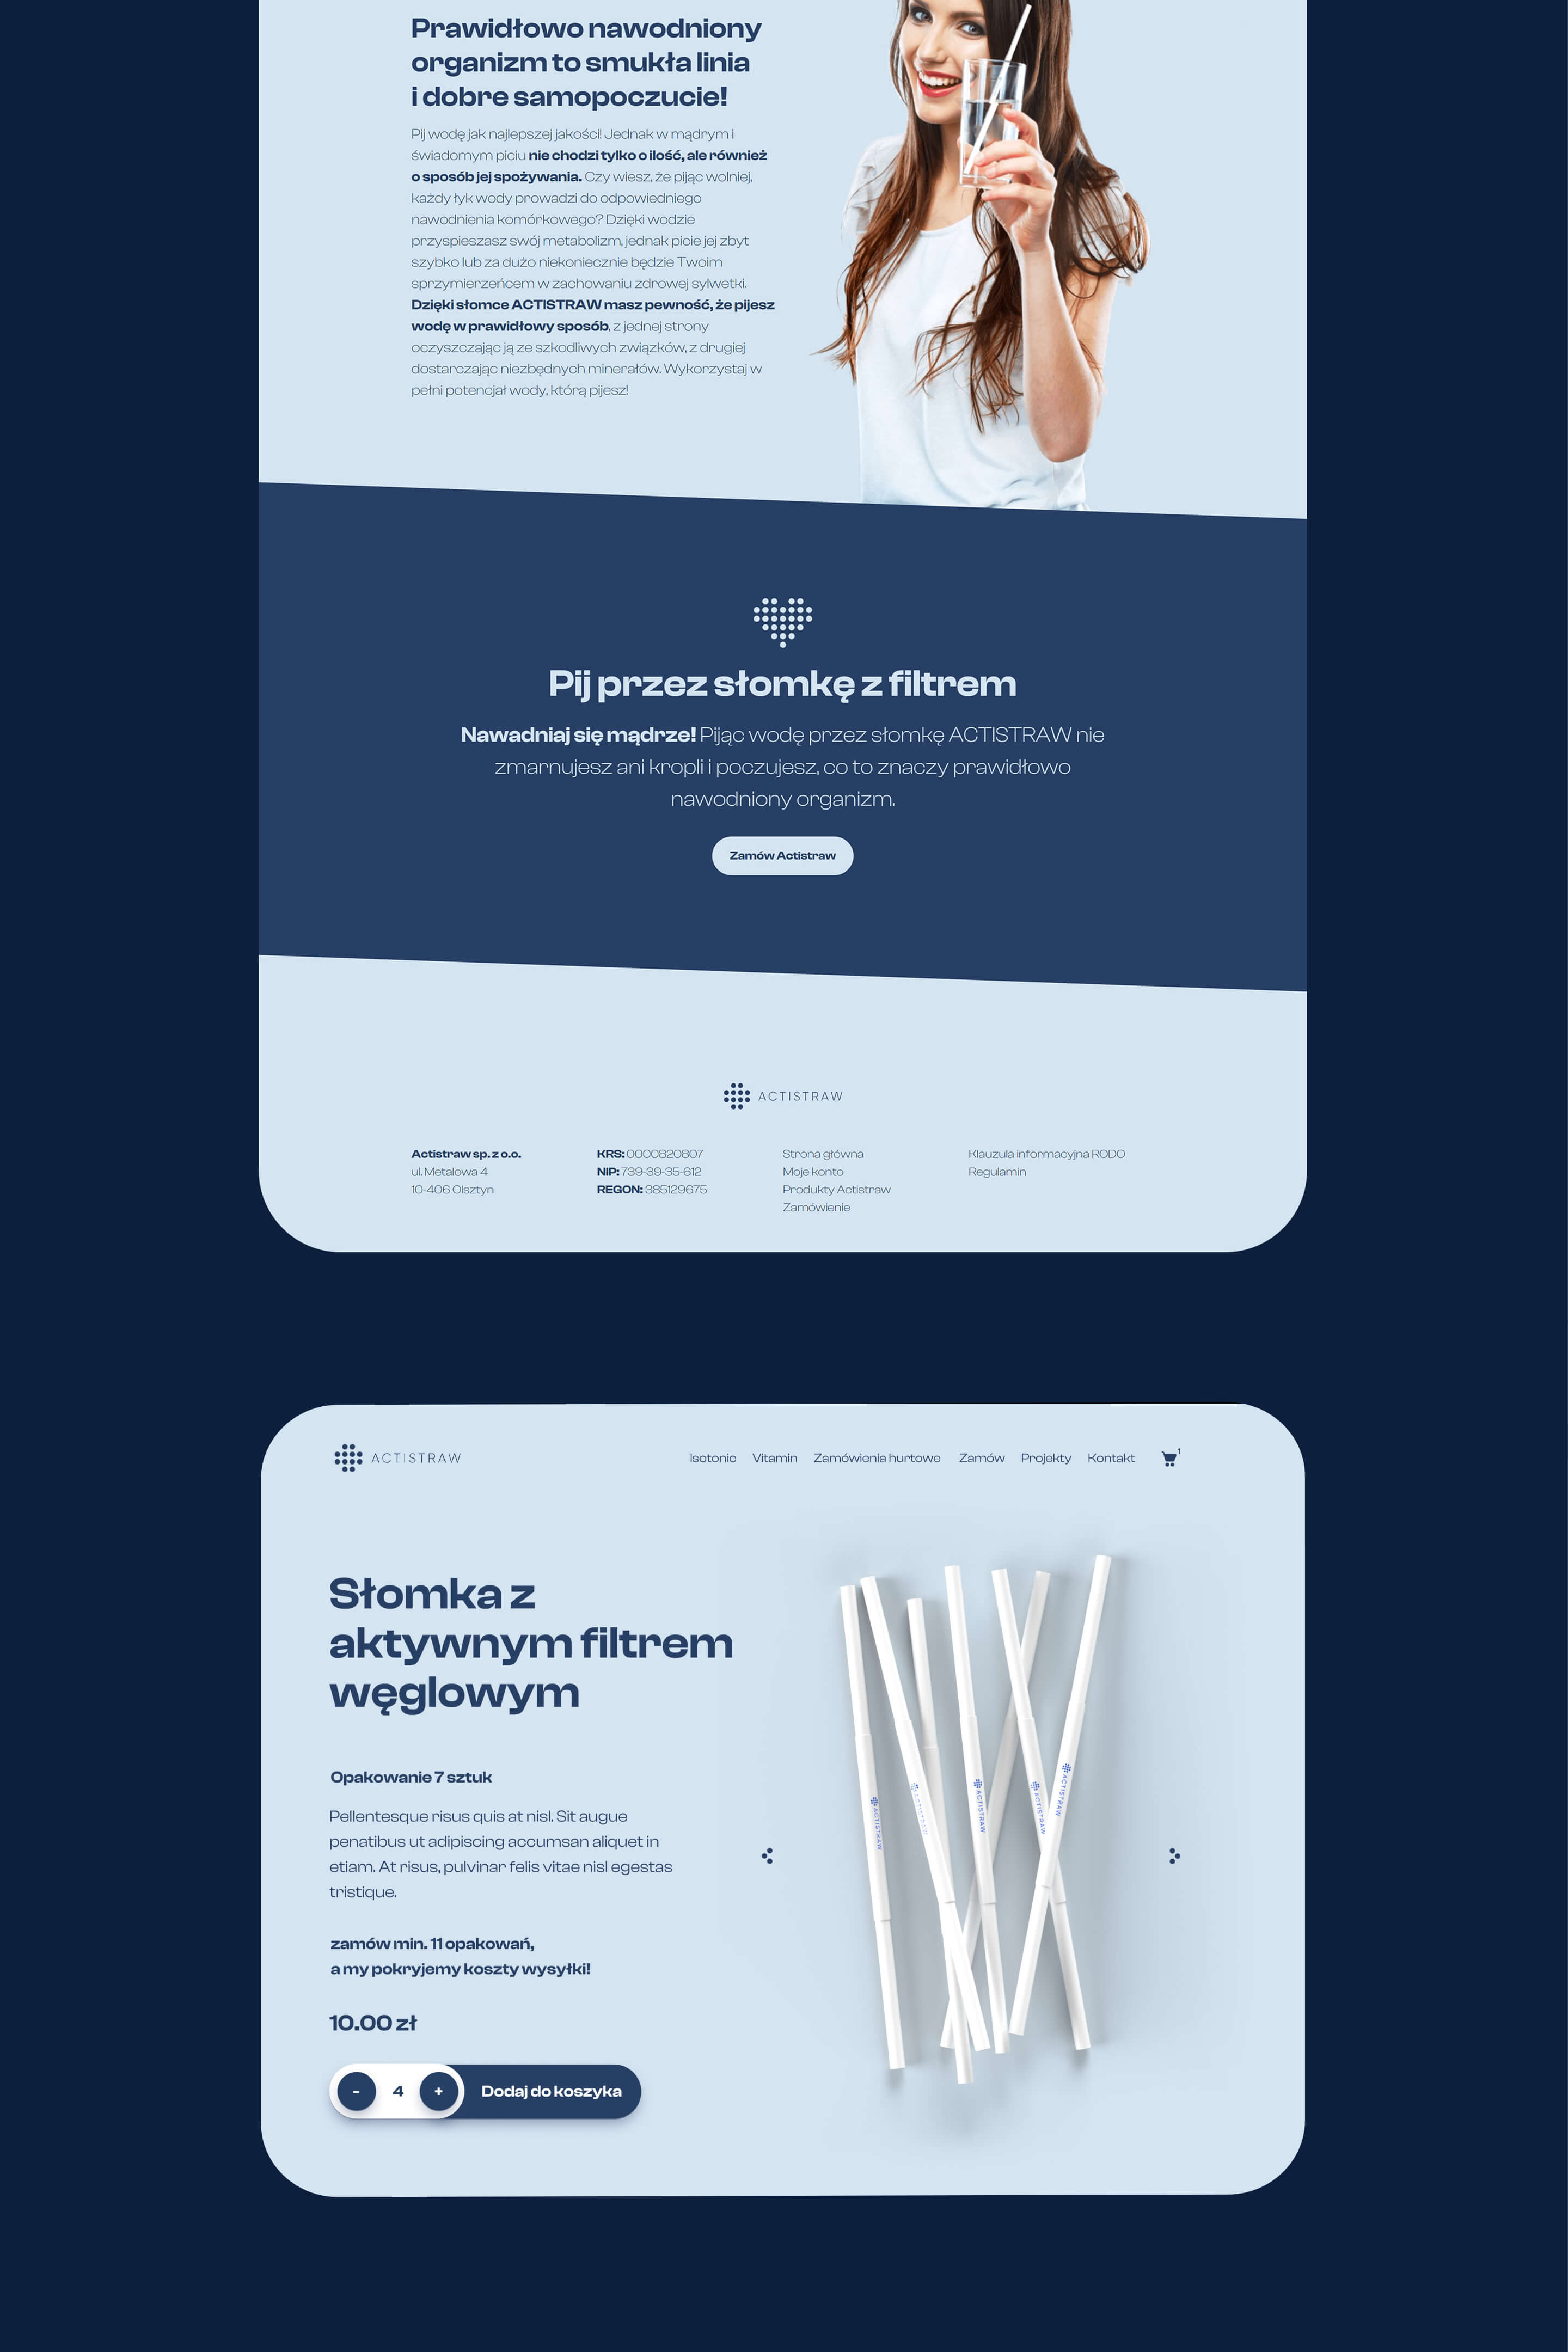 Prawidłowo nawodniony
organizm to smukła linia
i dobre samopoczucie!
Pij wodę jak najlepszej jakości! Jednak w mądrym i
świadomym piciu nie chodzi tylko o ilość, ale również
o sposób jej spożywania. Czy wiesz, że pijąc wolniej,
każdy łyk wody prowadzi do odpowiedniego
nawodnienia komórkowego? Dzięki wodzie
przyspieszasz swój metabolizm, jednak picie jej zbyt
szybko lub za dużo niekoniecznie będzie Twoim
sprzymierzeńcem w zachowaniu zdrowej sylwetki.
Dzięki słomce ACTISTRAW masz pewność, że pijesz
wodę w prawidłowy sposób, z jednej strony
oczyszczając ją ze szkodliwych związków, z drugiej
dostarczając niezbędnych minerałów. Wykorzystaj w
pełni potencjał wody, którą pijesz!
Pij przez słomkę z filtrem
Nawadniaj się mądrze! Pijąc wodę przez słomkę ACTISTRAW nie
zmarnujesz ani kropli i poczujesz, co to znaczy prawidłowo
nawodniony organizm.
Zamów Actistraw
ACTISTRAW
Actistraw sp. z o.o.
ul. Metalowa 4
10-406 Olsztyn
KRS: 0000820807
NIP: 739-39-35-612
REGON: 385129675
Strona główna
Moje konto
Produkty Actistraw
Zamówienie
Klauzula informacyjna RODO
Regulamin
ACTISTRAW
Isotonic Vitamin Zamówienia hurtowe Zamów Projekty Kontakt 1
Słomka z
aktywnym filtrem
węglowym
Opakowanie 7 sztuk
Pellentesque risus quis at nisl. Sit augue
penatibus ut adipiscing accumsan aliquet in
etiam. At risus, pulvinar felis vitae nisl egestas
tristique.
zamów min. 11 opakowań,
a my pokryjemy koszty wysyłki!
10.00 zł
- 4 + Dodaj do koszyka
ACTISTRAW
ACTISTRAW
ACTISTRAW
ACTISTRAW
ACTISTRAW